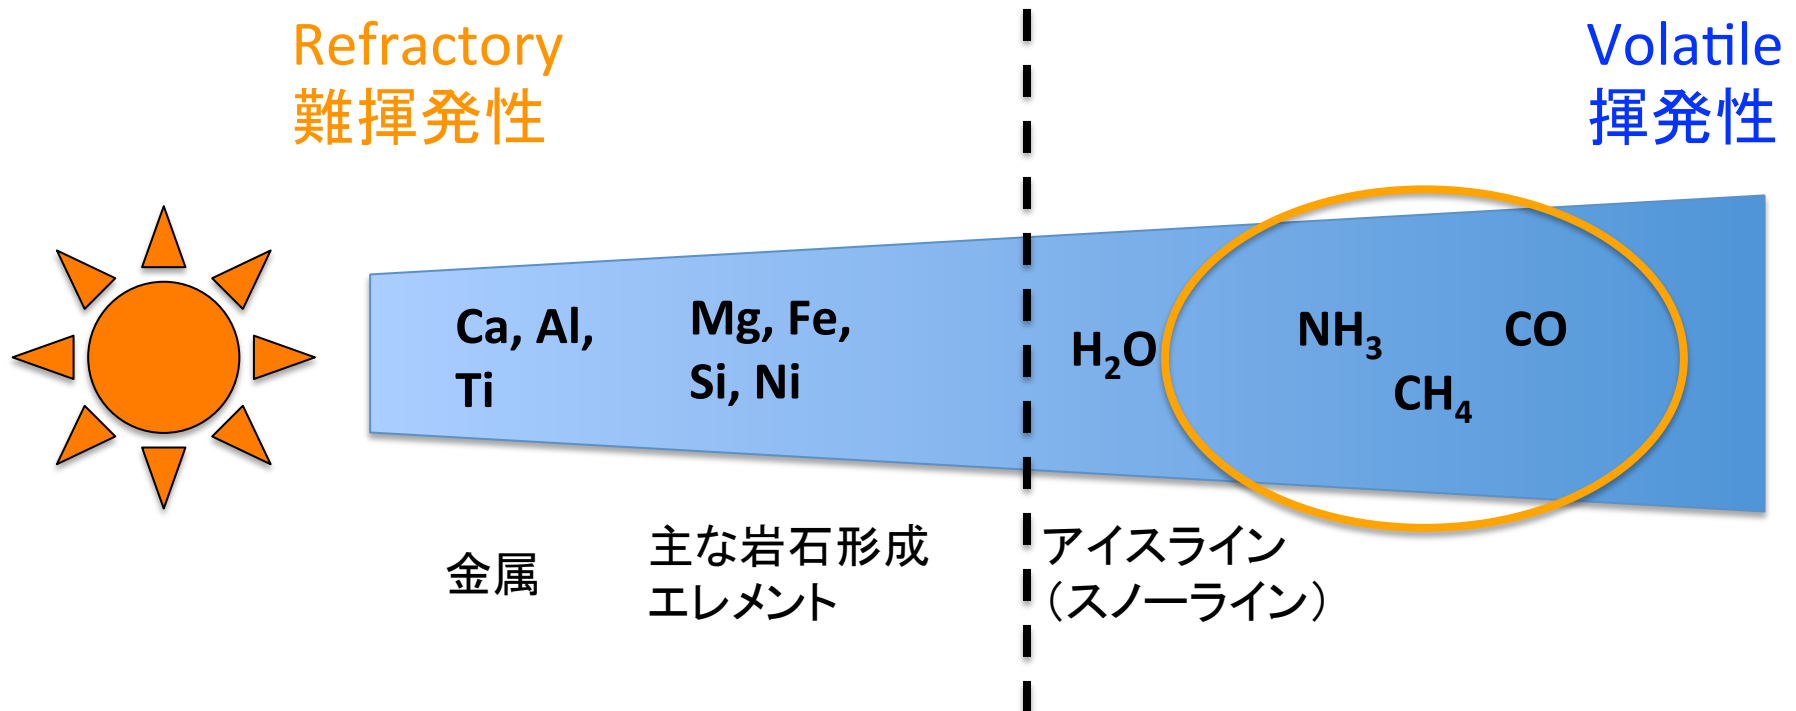 Refractory
難揮発性
Volatile
揮発性
Ca, Al,
Ti
Mg, Fe,
Si, Ni
H₂O
NH₃
CO
CH₄
金属
主な岩石形成
エレメント
アイスライン
（スノーライン）